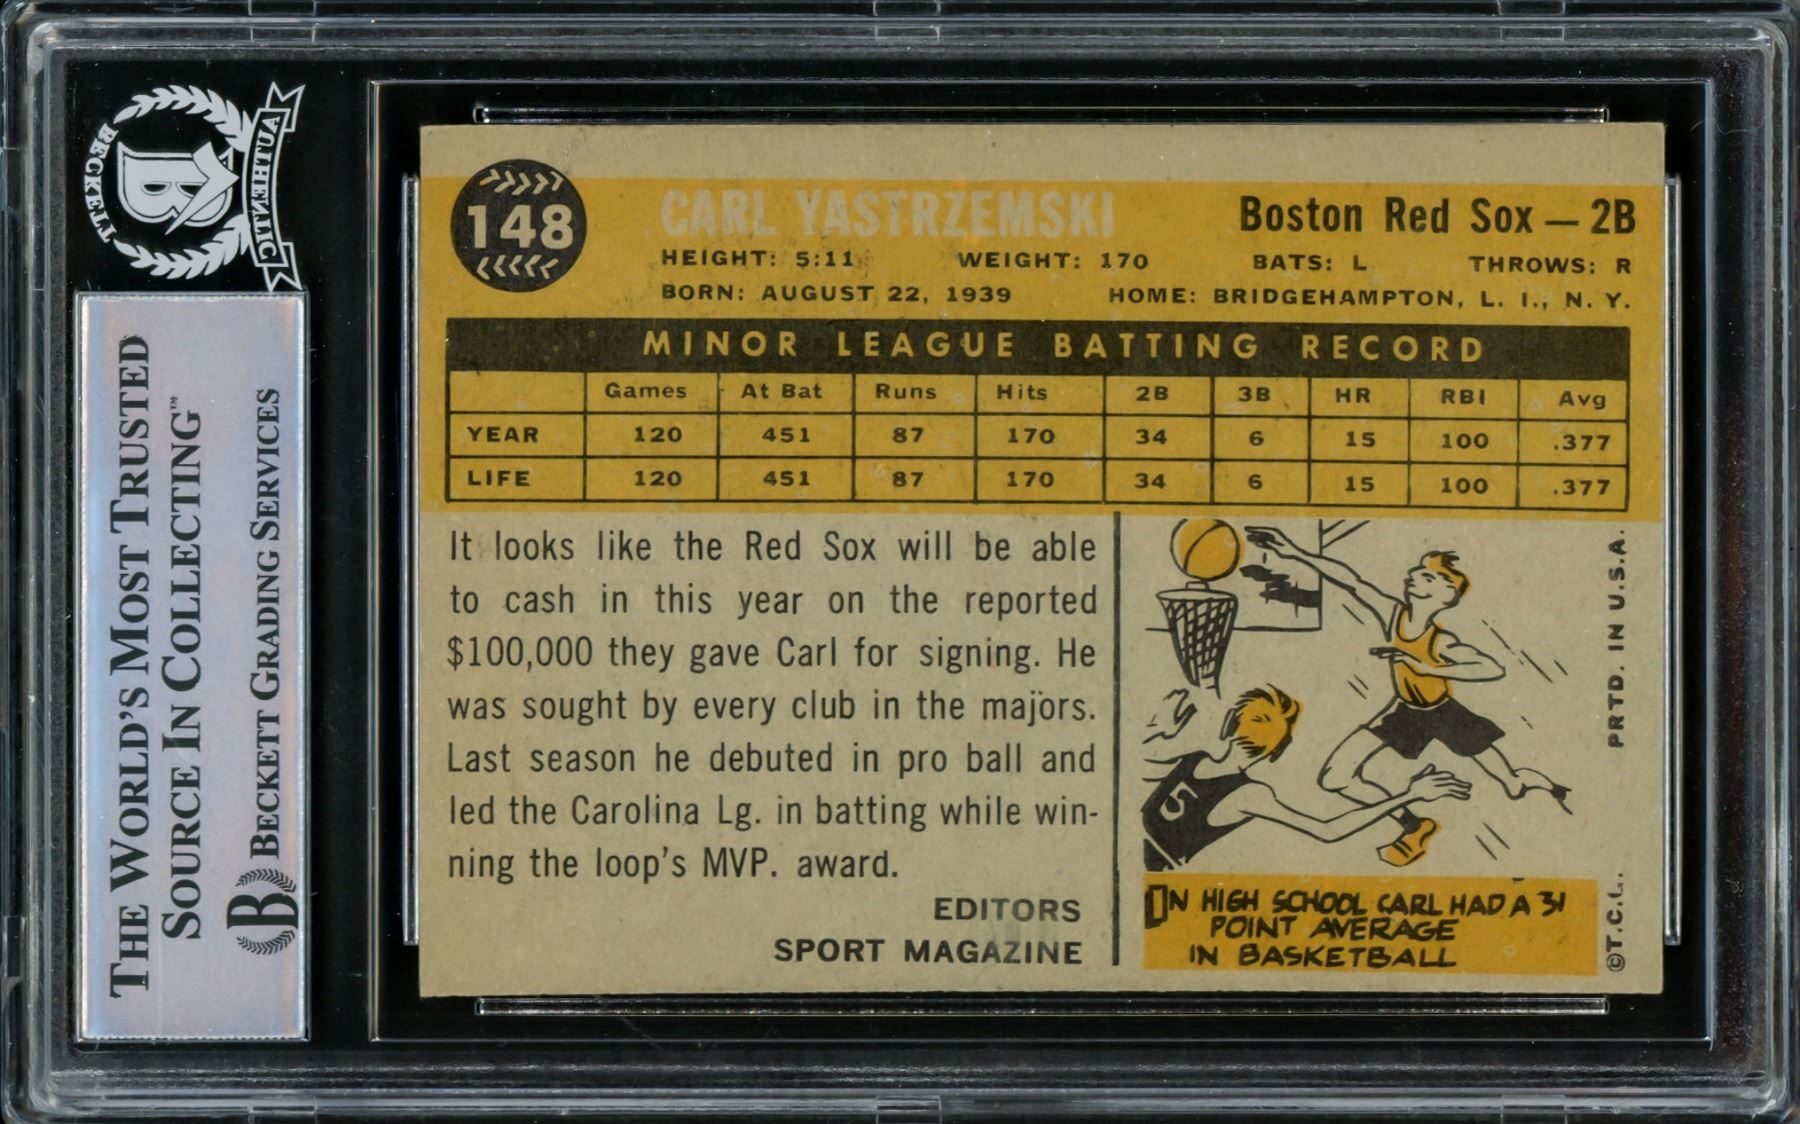 BECKETT
AUTHENTIC
B
THE WORLD'S MOST TRUSTED
SOURCE IN COLLECTING™
B BECKETT GRADING SERVICES
148
CARL YASTRZEMSKI Boston Red Sox — 2B
HEIGHT: 5:11 WEIGHT: 170 BATS: L THROWS: R
BORN: AUGUST 22, 1939 HOME: BRIDGEHAMPTON, L. I., N. Y.
MINOR LEAGUE BATTING RECORD
Games At Bat Runs Hits 2B 3B HR RBI Avg
YEAR 120 451 87 170 34 6 15 100 .377
LIFE 120 451 87 170 34 6 15 100 .377
It looks like the Red Sox will be able
to cash in this year on the reported
$100,000 they gave Carl for signing. He
was sought by every club in the majors.
Last season he debuted in pro ball and
led the Carolina Lg. in batting while win-
ning the loop's MVP. award.
EDITORS
SPORT MAGAZINE
5
IN HIGH SCHOOL CARL HAD A 31
POINT AVERAGE
IN BASKETBALL
©T.C.G. PRTD. IN U.S.A.